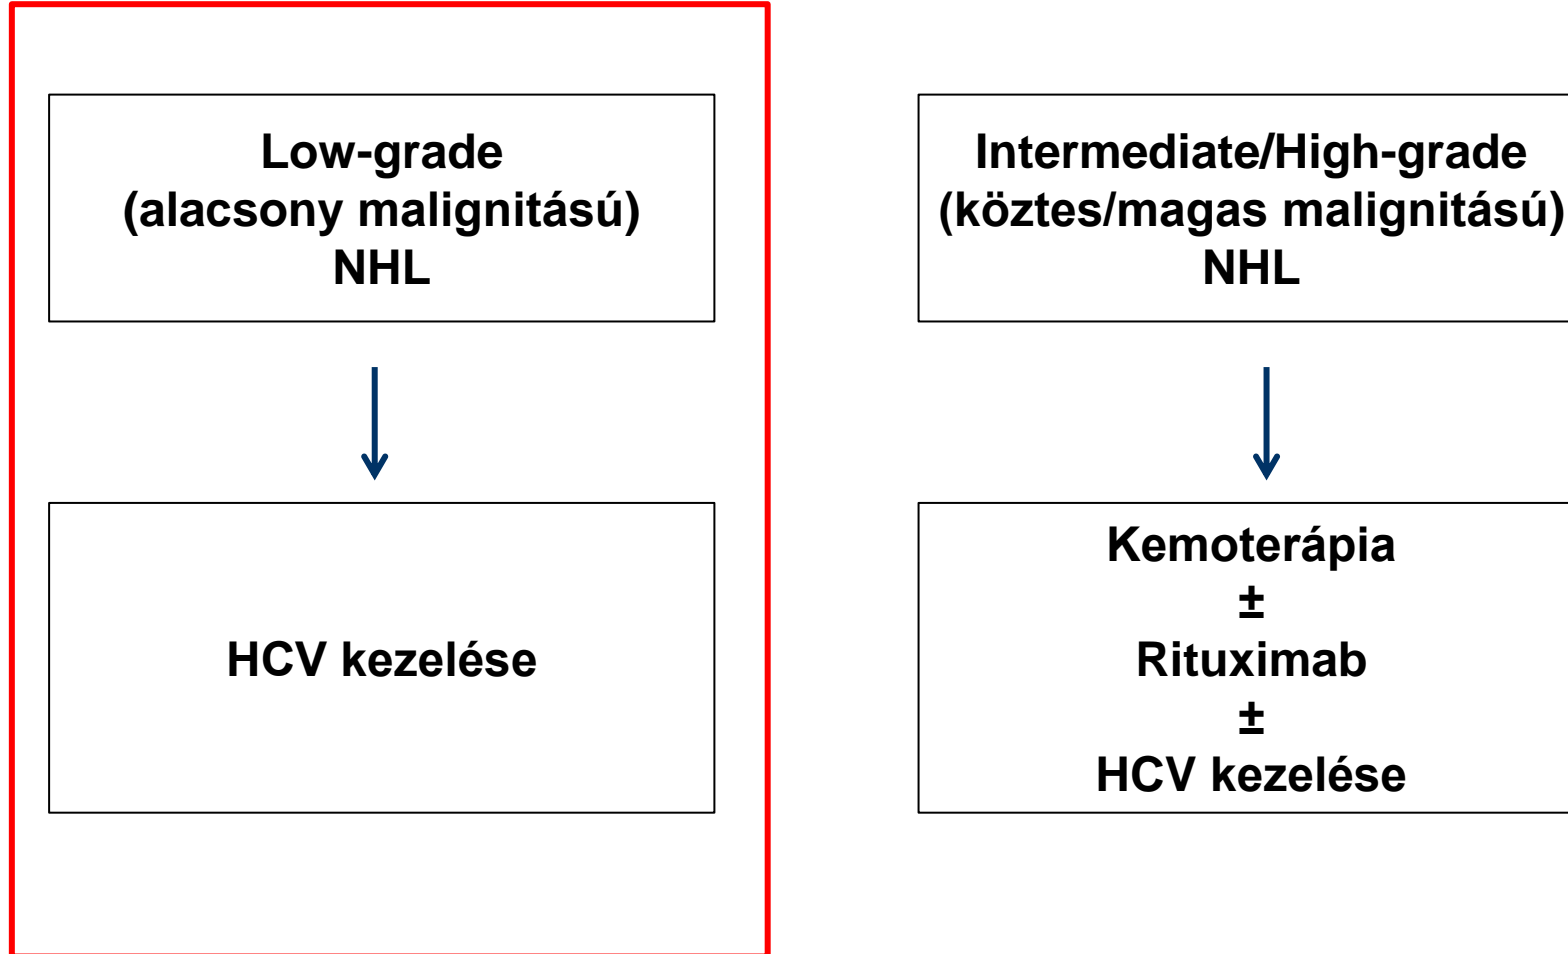 Low-grade
(alacsony malignitású)
NHL
HCV kezelése
Intermediate/High-grade
(köztes/magas malignitású)
NHL
Kemoterápia
±
Rituximab
±
HCV kezelése